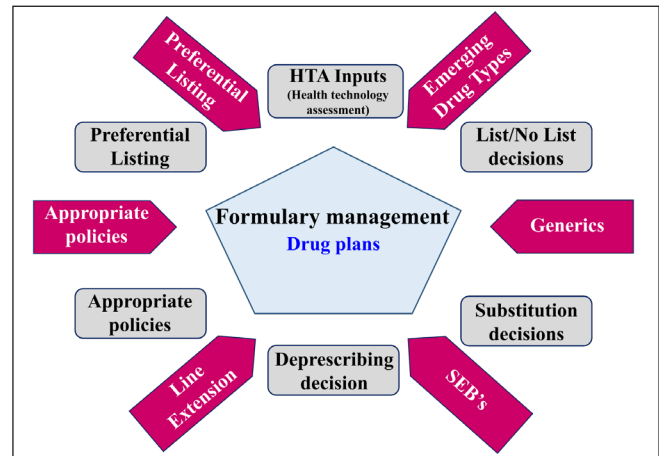 Preferential
Listing
HTA Inputs
(Health technology
assessment)
Emerging
Drug Types
Preferential
Listing
List/No List
decisions
Appropriate
policies
Formulary management
Drug plans
Generics
Appropriate
policies
Substitution
decisions
Line
Extension
Deprescribing
decision
SEB's